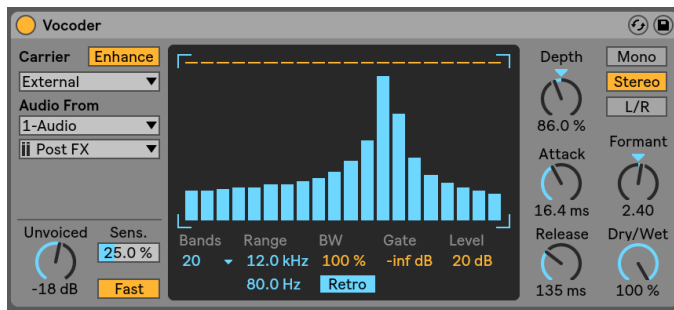 Vocoder
Carrier Enhance
External
Audio From
1-Audio
Post FX
Unvoiced Sens.
25.0 %
-18 dB Fast
Bands Range BW Gate Level
20 12.0 kHz 100 % -inf dB 20 dB
80.0 Hz Retro
Depth Mono
Stereo
L/R
86.0 %
Attack Formant
16.4 ms 2.40
Release Dry/Wet
135 ms 100 %